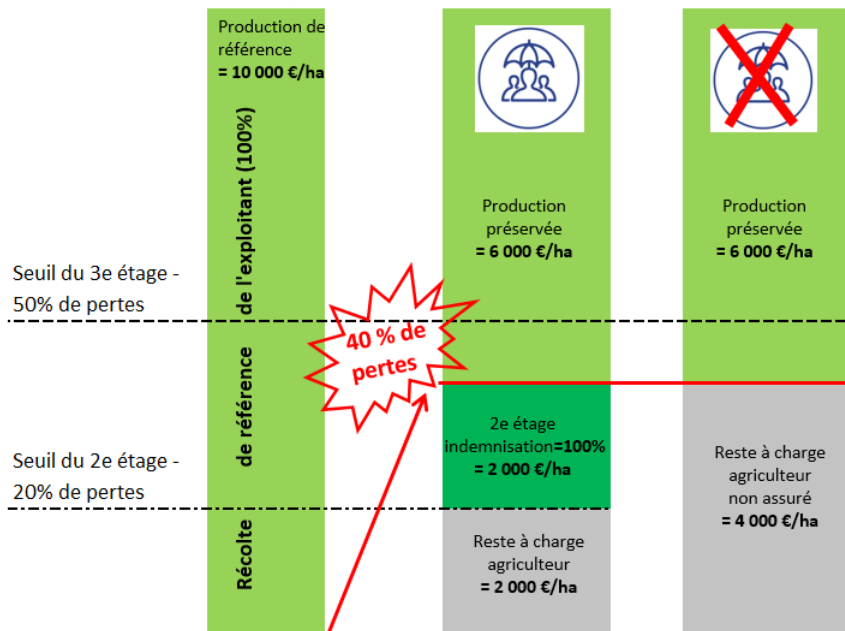 Production de
référence
= 10 000 €/ha
Récolte de référence de l'exploitant (100%)
Seuil du 3e étage -
50% de pertes
Seuil du 2e étage -
20% de pertes
40 % de
pertes
Production
préservée
= 6 000 €/ha
2e étage
indemnisation=100%
= 2 000 €/ha
Reste à charge
agriculteur
= 2 000 €/ha
Production
préservée
= 6 000 €/ha
Reste à charge
agriculteur
non assuré
= 4 000 €/ha